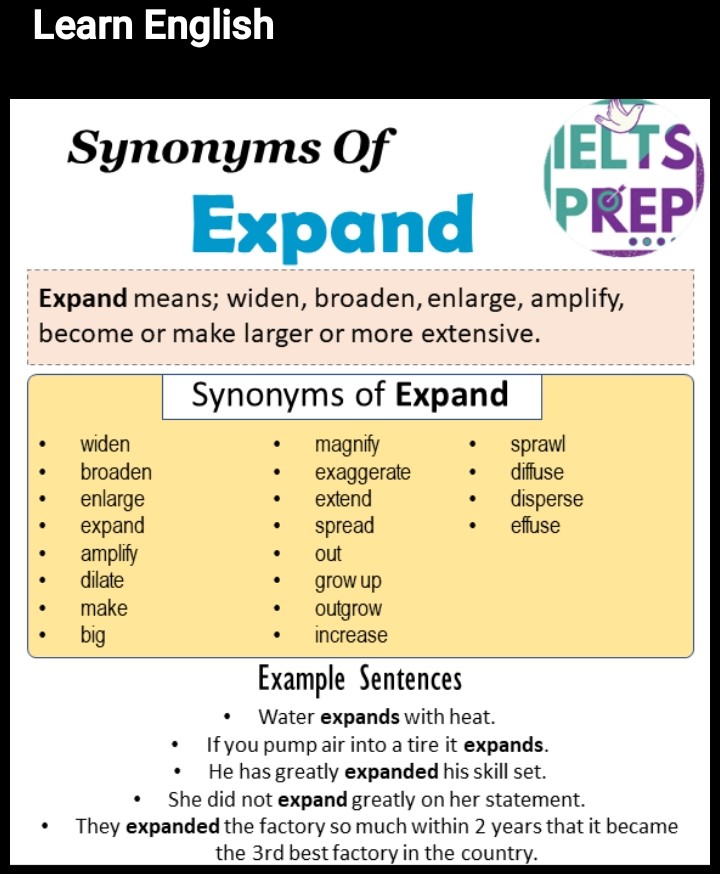 Learn English
Synonyms Of
Expand
IELTS
PREP
Expand means; widen, broaden, enlarge, amplify,
become or make larger or more extensive.
Synonyms of Expand
• widen
• broaden
• enlarge
• expand
• amplify
• dilate
• make
• big
• magnify
• exaggerate
• extend
• spread
• out
• grow up
• outgrow
• increase
• sprawl
• diffuse
• disperse
• effuse
Example Sentences
• Water expands with heat.
• If you pump air into a tire it expands.
• He has greatly expanded his skill set.
• She did not expand greatly on her statement.
• They expanded the factory so much within 2 years that it became
the 3rd best factory in the country.